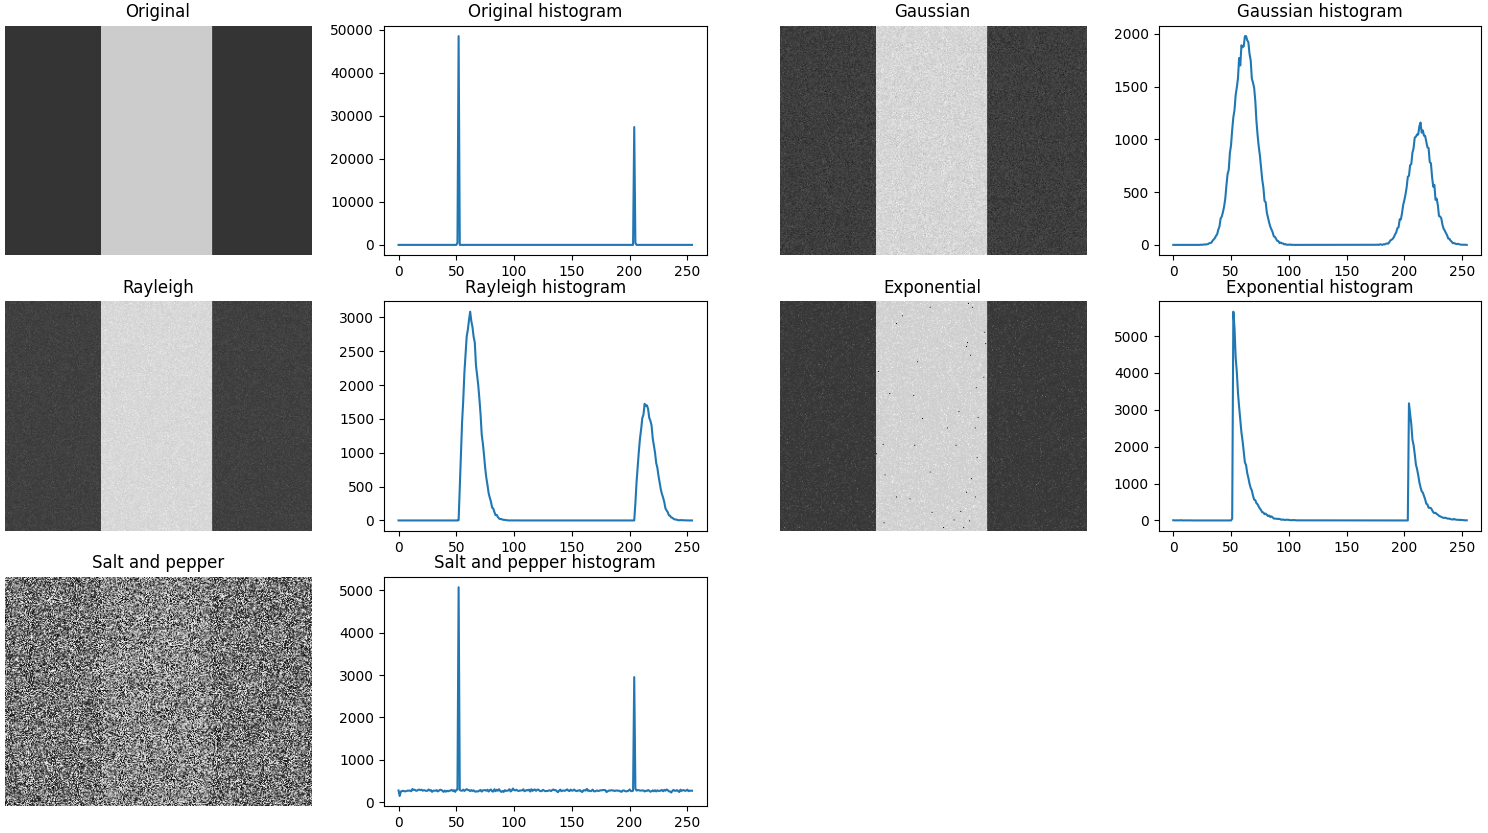 Original
Original histogram
50000
40000
30000
20000
10000
0
0 50 100 150 200 250
Gaussian
Gaussian histogram
2000
1500
1000
500
0
0 50 100 150 200 250
Rayleigh
Rayleigh histogram
3000
2500
2000
1500
1000
500
0
0 50 100 150 200 250
Exponential
Exponential histogram
5000
4000
3000
2000
1000
0
0 50 100 150 200 250
Salt and pepper
Salt and pepper histogram
5000
4000
3000
2000
1000
0
0 50 100 150 200 250